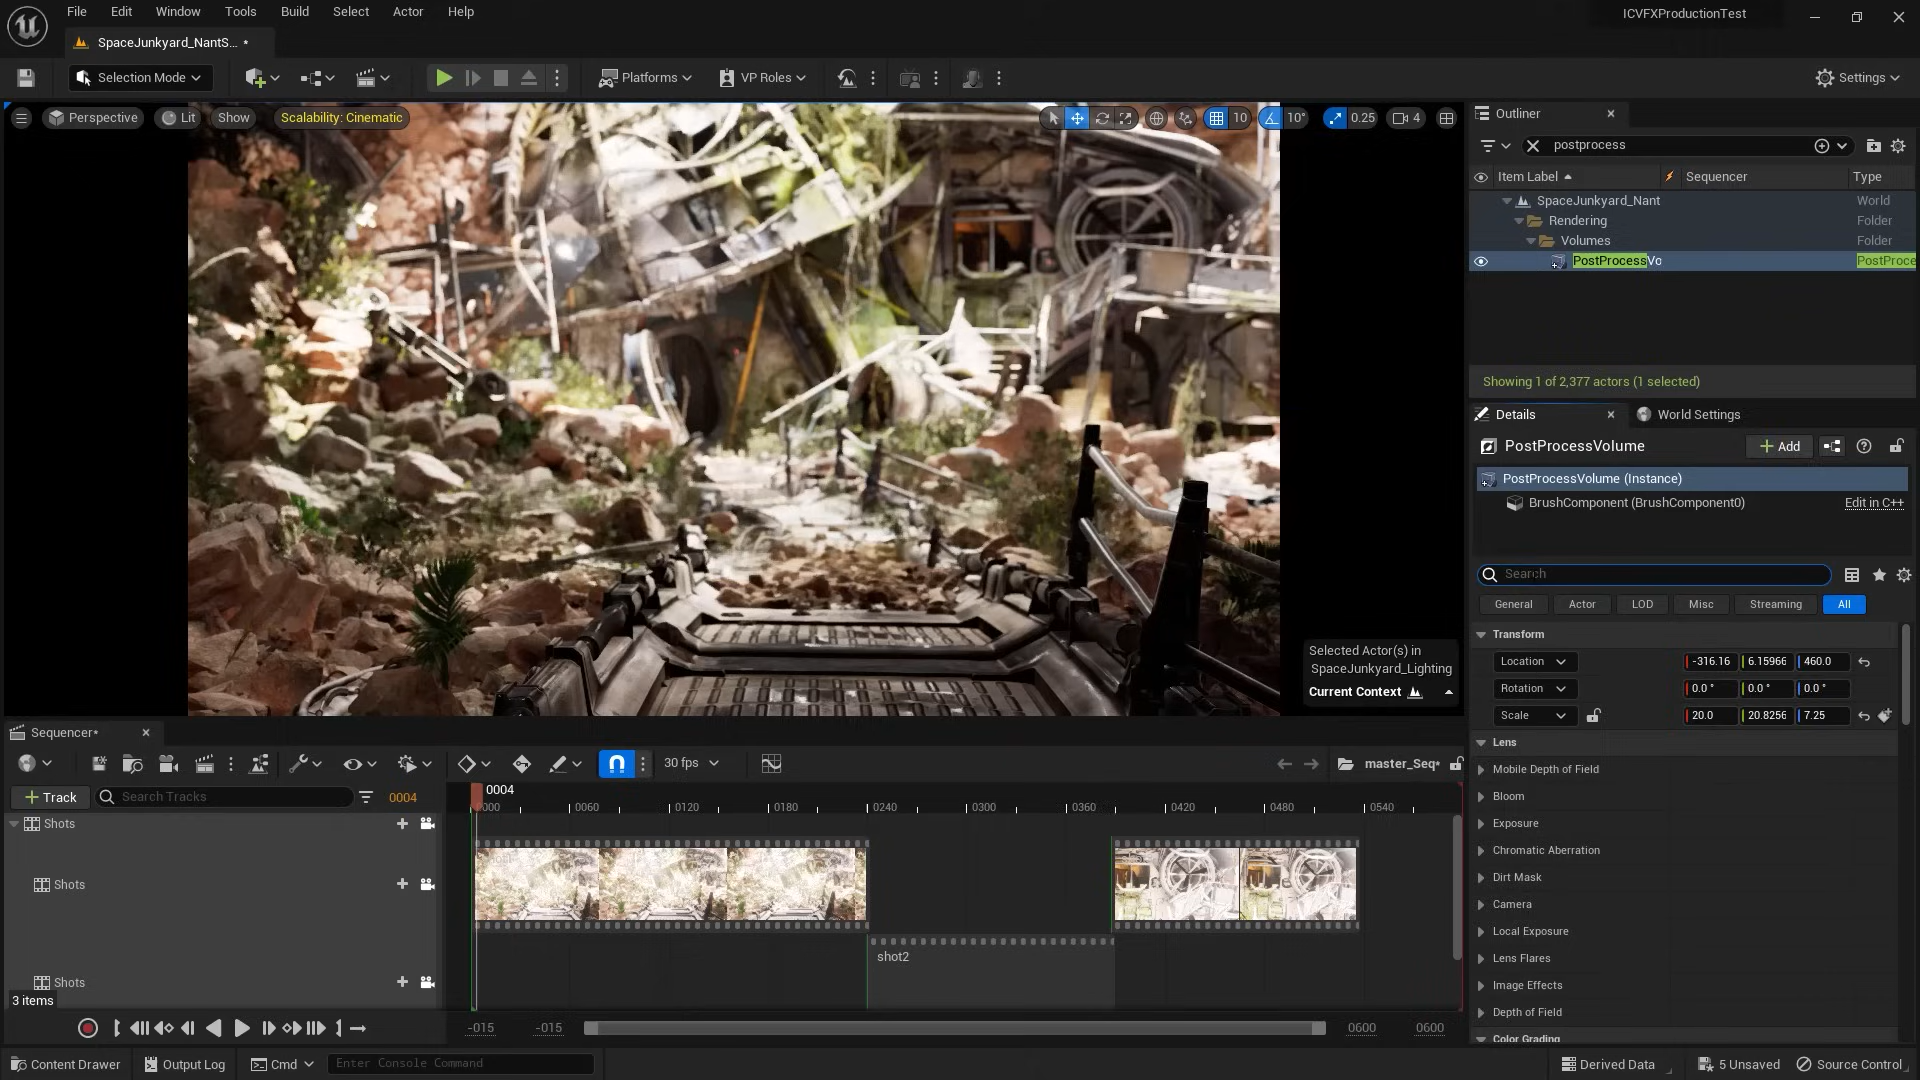 File Edit Window Tools Build Select Actor Help
ICVFXProductionTest
SpaceJunkyard_NantS... •
Selection Mode
Platforms
VP Roles
Settings
Perspective Lit Show Scalability: Cinematic
10 10° 0.25 4
Selected Actor(s) in
SpaceJunkyard_Lighting
Current Context
Outliner
postprocess
Item Label Sequencer Type
SpaceJunkyard_Nant World
Rendering Folder
Volumes Folder
PostProcessVo PostProce
Showing 1 of 2,377 actors (1 selected)
Details World Settings
PostProcessVolume Add
PostProcessVolume (Instance)
BrushComponent (BrushComponent0) Edit in C++
Search
General Actor LOD Misc Streaming All
Transform
Location -316.16 6.15966 460.0
Rotation 0.0 ° 0.0 ° 0.0 °
Scale 20.0 20.8256 7.25
Lens
Mobile Depth of Field
Bloom
Exposure
Chromatic Aberration
Dirt Mask
Camera
Local Exposure
Lens Flares
Image Effects
Depth of Field
Color Grading
Sequencer*
30 fps
master_Seq*
+ Track Search Tracks 0004
0004
000 0060 0120 0180 0240 0300 0360 0420 0480 0540
Shots
Shots
shot2
Shots
3 items
-015 -015 0600 0600
Content Drawer Output Log Cmd Enter Console Command
Derived Data 5 Unsaved Source Control